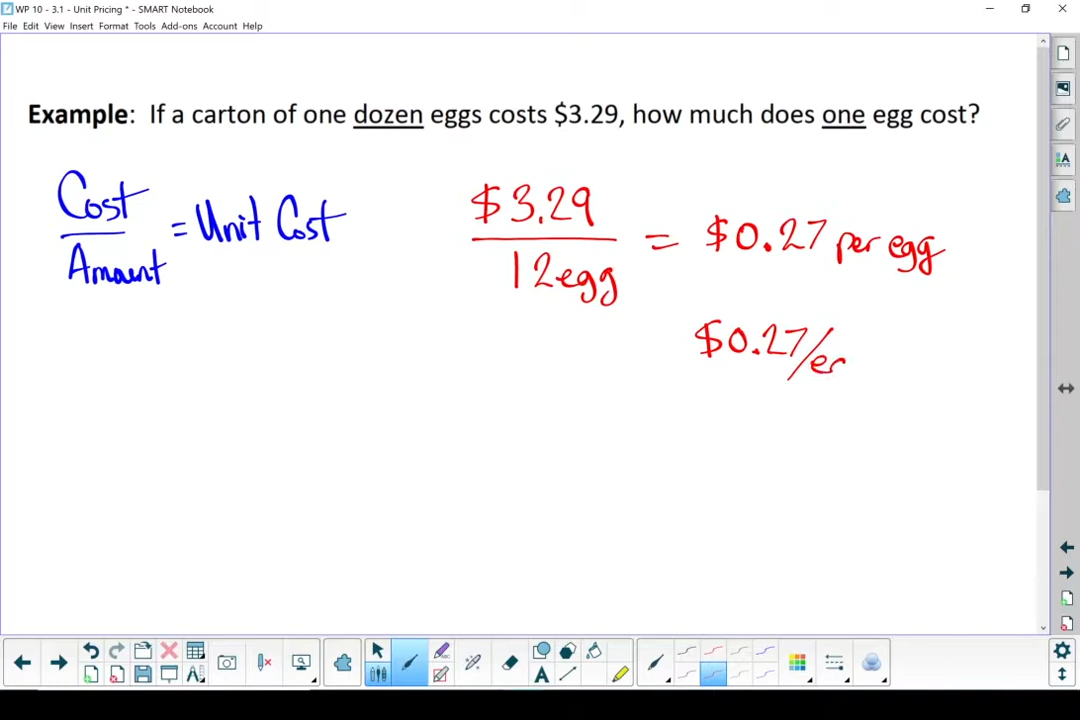 WP 10 - 3.1 - Unit Pricing * - SMART Notebook
File Edit View Insert Format Tools Add-ons Account Help
Example: If a carton of one dozen eggs costs $3.29, how much does one egg cost?
Cost
Amount
= Unit Cost
$3.29
12egg
= $0.27 per egg
$0.27/